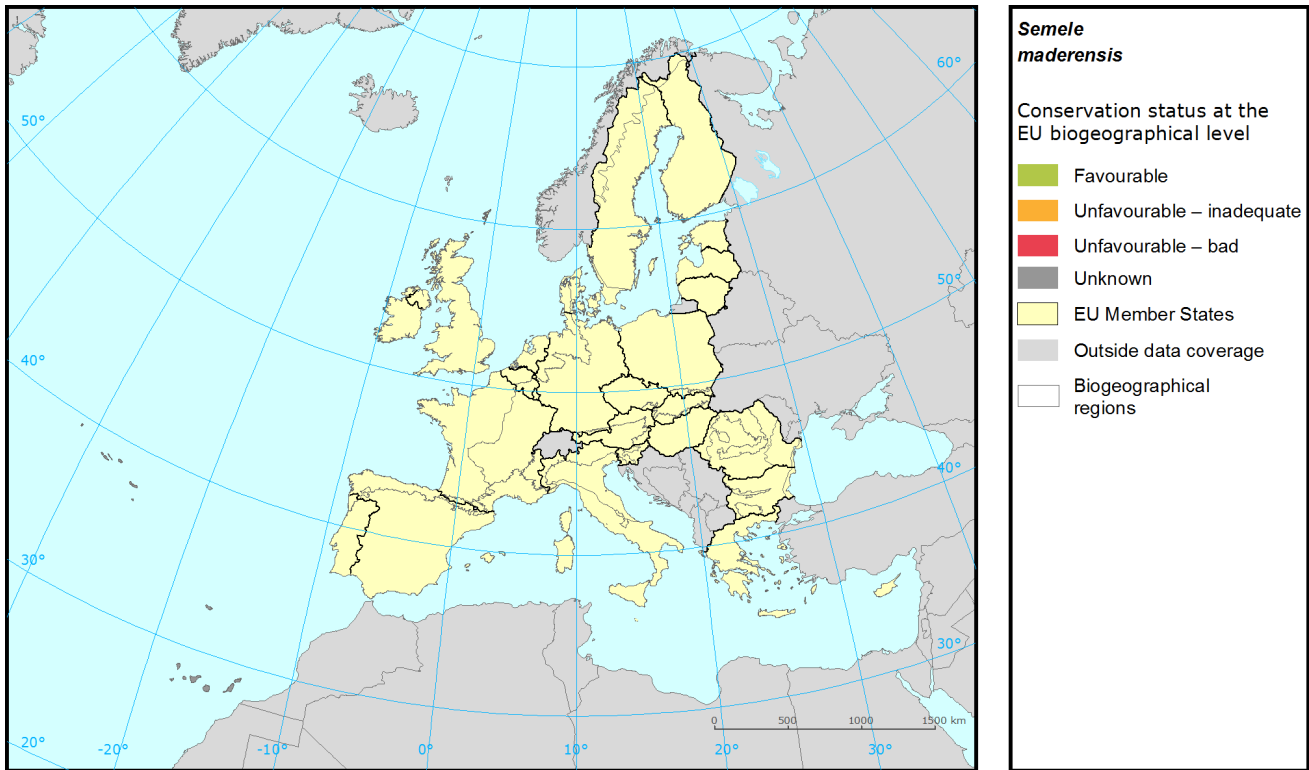 60°
50°
50°
40°
40°
30°
30°
20°
-20°
-10°
0°
10°
20°
30°
0
500
1000
1500 km
Semele
maderensis
Conservation status at the
EU biogeographical level
Favourable
Unfavourable – inadequate
Unfavourable – bad
Unknown
EU Member States
Outside data coverage
Biogeographical
regions